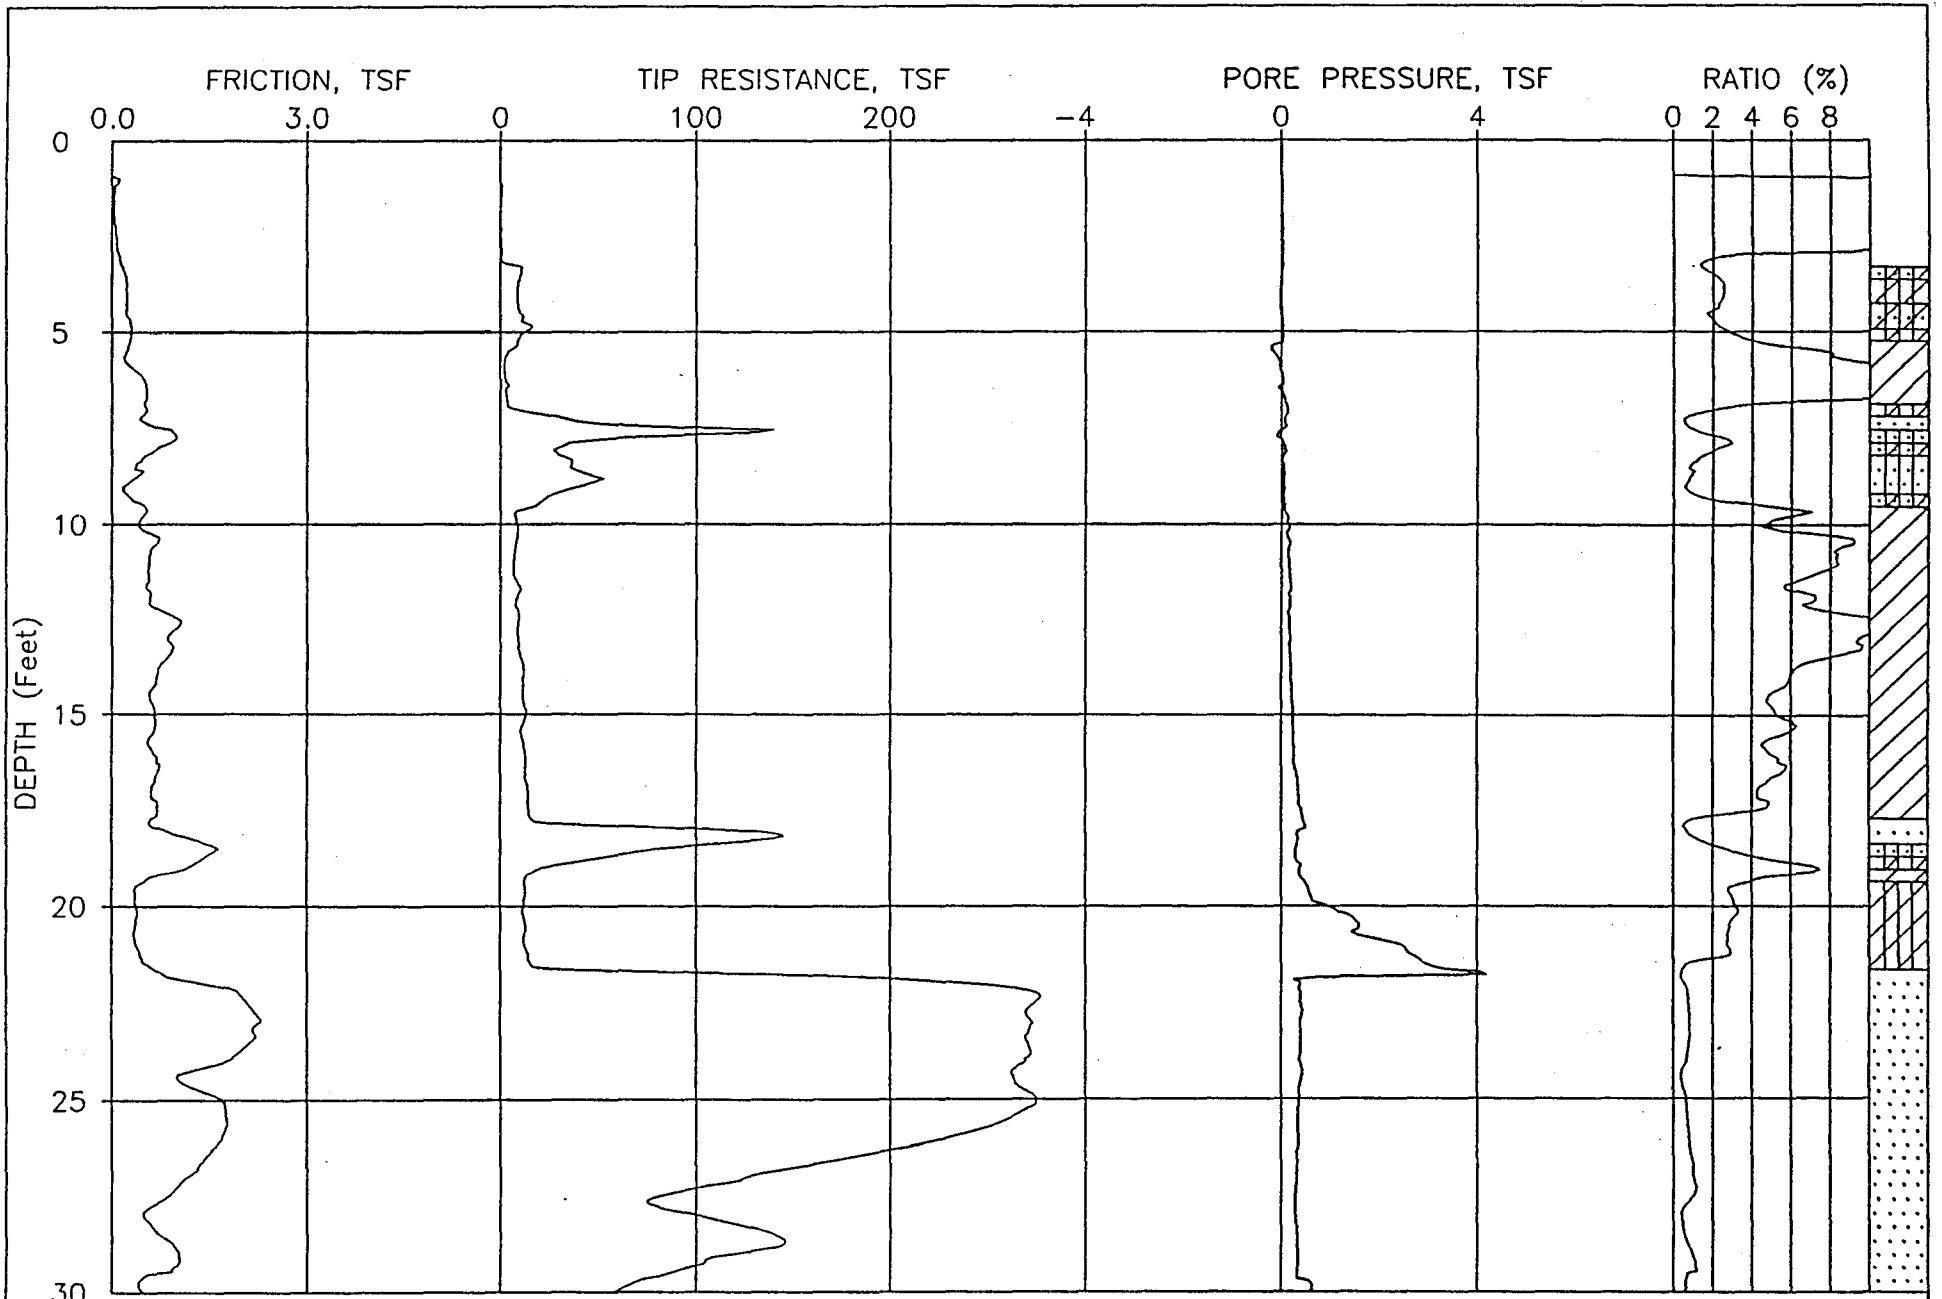 FRICTION, TSF TIP RESISTANCE, TSF PORE PRESSURE, TSF RATIO (%)
0.0 3.0 0 100 200 -4 0 4 0 2 4 6 8
0
5
10
15
20
25
30
DEPTH (Feet)